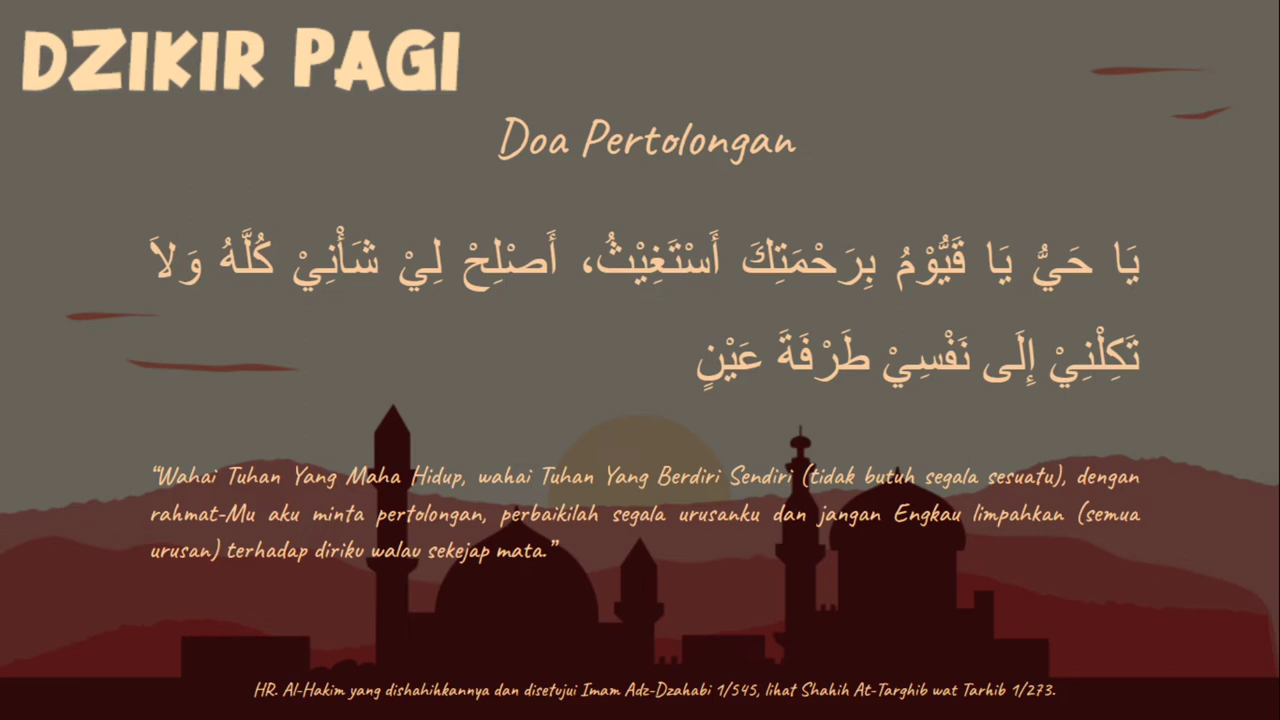 DZIKIR PAGI
Doa Pertolongan
يَا حَيُّ يَا قَيُّوْمُ بِرَحْمَتِكَ أَسْتَغِيْثُ، أَصْلِحْ لِيْ شَأْنِيْ كُلَّهُ وَلاَ
تَكِلْنِيْ إِلَى نَفْسِيْ طَرْفَةَ عَيْنٍ
“Wahai Tuhan Yang Maha Hidup, wahai Tuhan Yang Berdiri Sendiri (tidak butuh segala sesuatu), dengan
rahmat-Mu aku minta pertolongan, perbaikilah segala urusanku dan jangan Engkau limpahkan (semua
urusan) terhadap diriku walau sekejap mata.”
HR. Al-Hakim yang dishahihkannya dan disetujui Imam Adz-Dzahabi 1/545, lihat Shahih At-Targhib wat Tarhib 1/273.